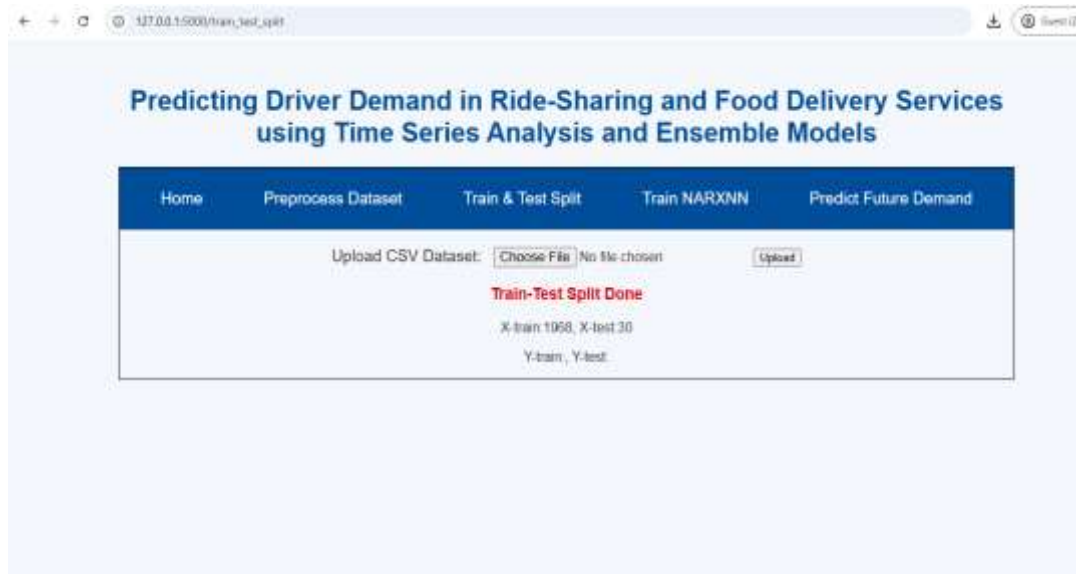 127.0.0.1:5000/train_test_split
Predicting Driver Demand in Ride-Sharing and Food Delivery Services
using Time Series Analysis and Ensemble Models
Home Preprocess Dataset Train & Test Split Train NARXNN Predict Future Demand
Upload CSV Dataset: Choose File No file chosen Upload
Train-Test Split Done
X-train 1968, X-test 30
Y-train , Y-test